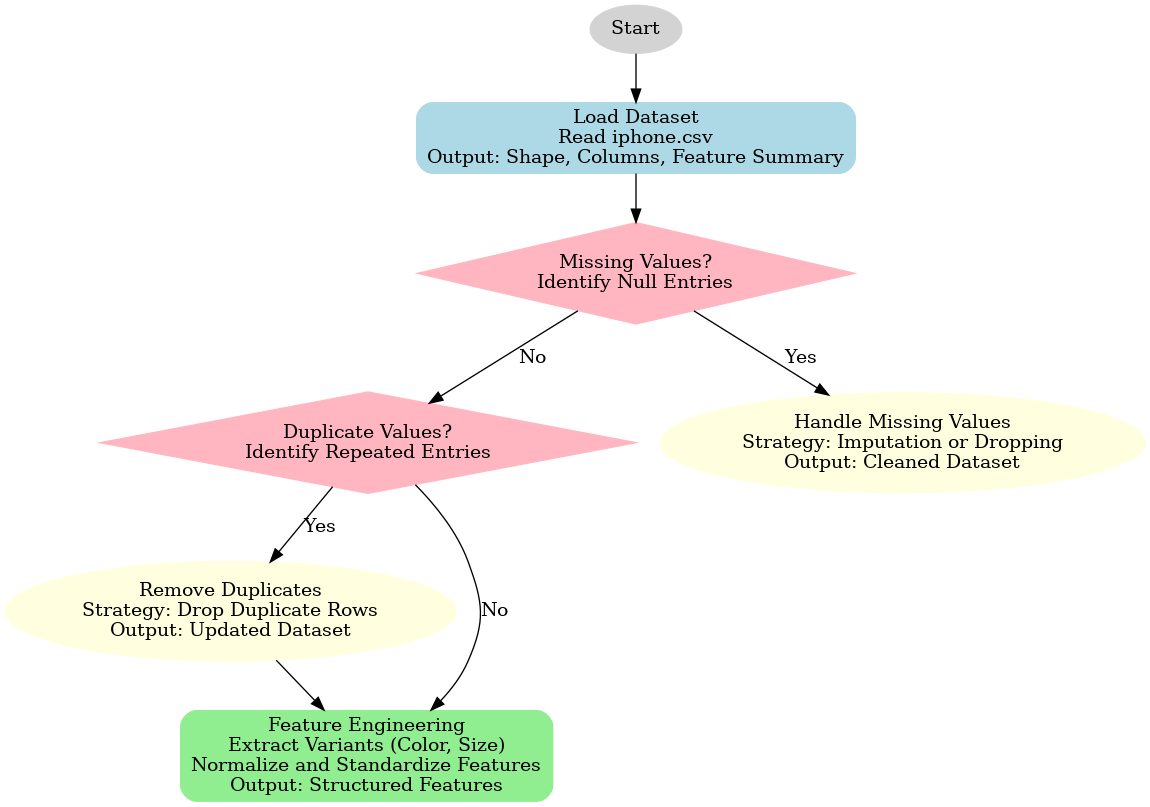 Start
Load Dataset
Read iphone.csv
Output: Shape, Columns, Feature Summary
Missing Values?
Identify Null Entries
No
Yes
Duplicate Values?
Identify Repeated Entries
Handle Missing Values
Strategy: Imputation or Dropping
Output: Cleaned Dataset
Yes
No
Remove Duplicates
Strategy: Drop Duplicate Rows
Output: Updated Dataset
Feature Engineering
Extract Variants (Color, Size)
Normalize and Standardize Features
Output: Structured Features